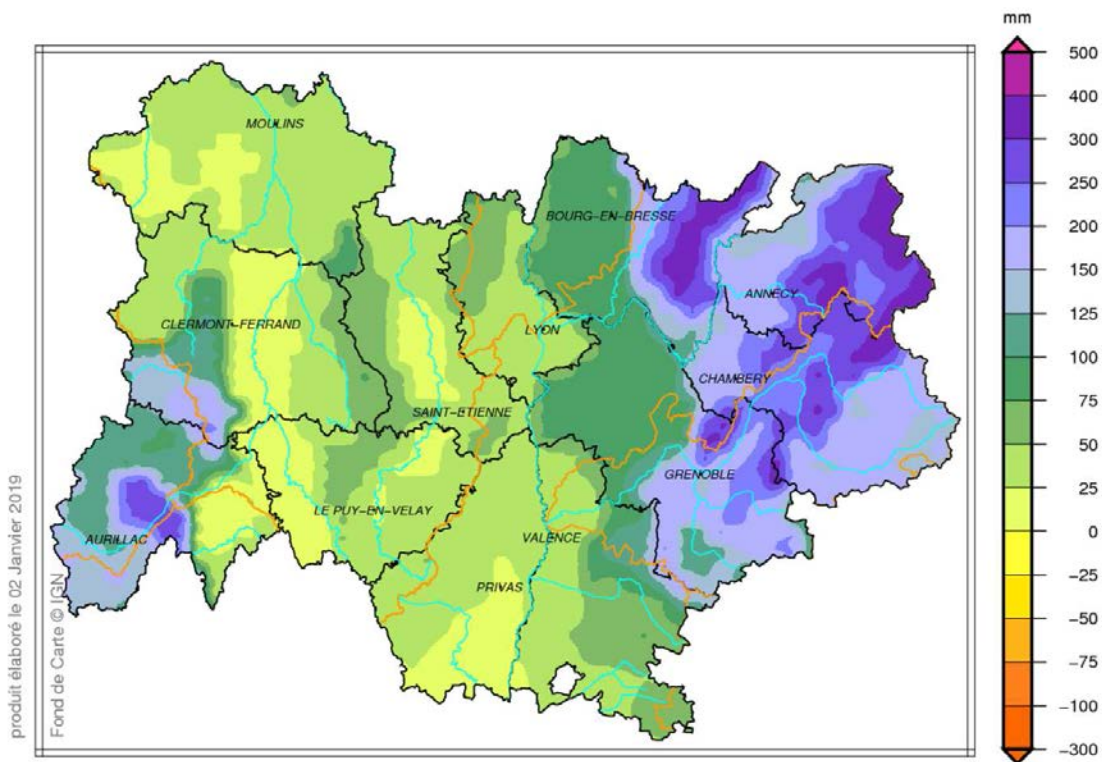 mm
500
400
300
250
200
150
125
100
75
50
25
0
−25
−50
−75
−100
−300
MOULINS
BOURG−EN−BRESSE
ANNECY
CLERMONT−FERRAND
LYON
CHAMBERY
SAINT−ETIENNE
GRENOBLE
LE PUY−EN−VELAY
AURILLAC
VALENCE
PRIVAS
produit élaboré le 02 Janvier 2019
Fond de Carte © IGN